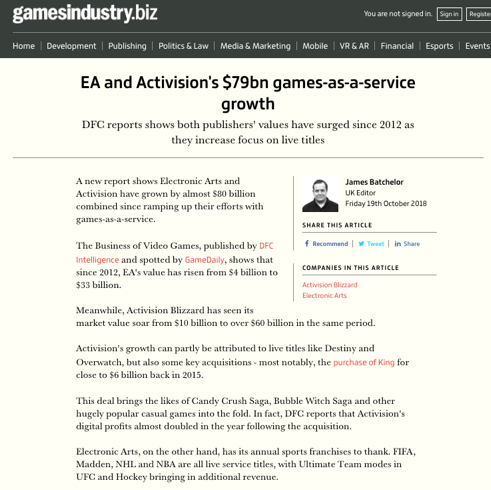 gamesindustry.biz
You are not signed in. Sign in Registe
Home Development Publishing Politics & Law Media & Marketing Mobile VR & AR Financial Esports Events
EA and Activision's $79bn games-as-a-service
growth
DFC reports shows both publishers' values have surged since 2012 as
they increase focus on live titles
A new report shows Electronic Arts and
Activision have grown by almost $80 billion
combined since ramping up their efforts with
games-as-a-service.
The Business of Video Games, published by DFC
Intelligence and spotted by GameDaily, shows that
since 2012, EA's value has risen from $4 billion to
$33 billion.
Meanwhile, Activision Blizzard has seen its
market value soar from $10 billion to over $60 billion in the same period.
Activision's growth can partly be attributed to live titles like Destiny and
Overwatch, but also some key acquisitions - most notably, the purchase of King for
close to $6 billion back in 2015.
This deal brings the likes of Candy Crush Saga, Bubble Witch Saga and other
hugely popular casual games into the fold. In fact, DFC reports that Activision's
digital profits almost doubled in the year following the acquisition.
Electronic Arts, on the other hand, has its annual sports franchises to thank. FIFA,
Madden, NHL and NBA are all live service titles, with Ultimate Team modes in
UFC and Hockey bringing in additional revenue.
James Batchelor
UK Editor
Friday 19th October 2018
SHARE THIS ARTICLE
Recommend Tweet Share
COMPANIES IN THIS ARTICLE
Activision Blizzard
Electronic Arts